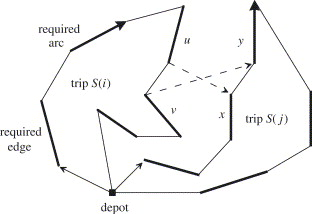 required
arc
u
y
trip S(i)
v
x
trip S(j)
required
edge
depot